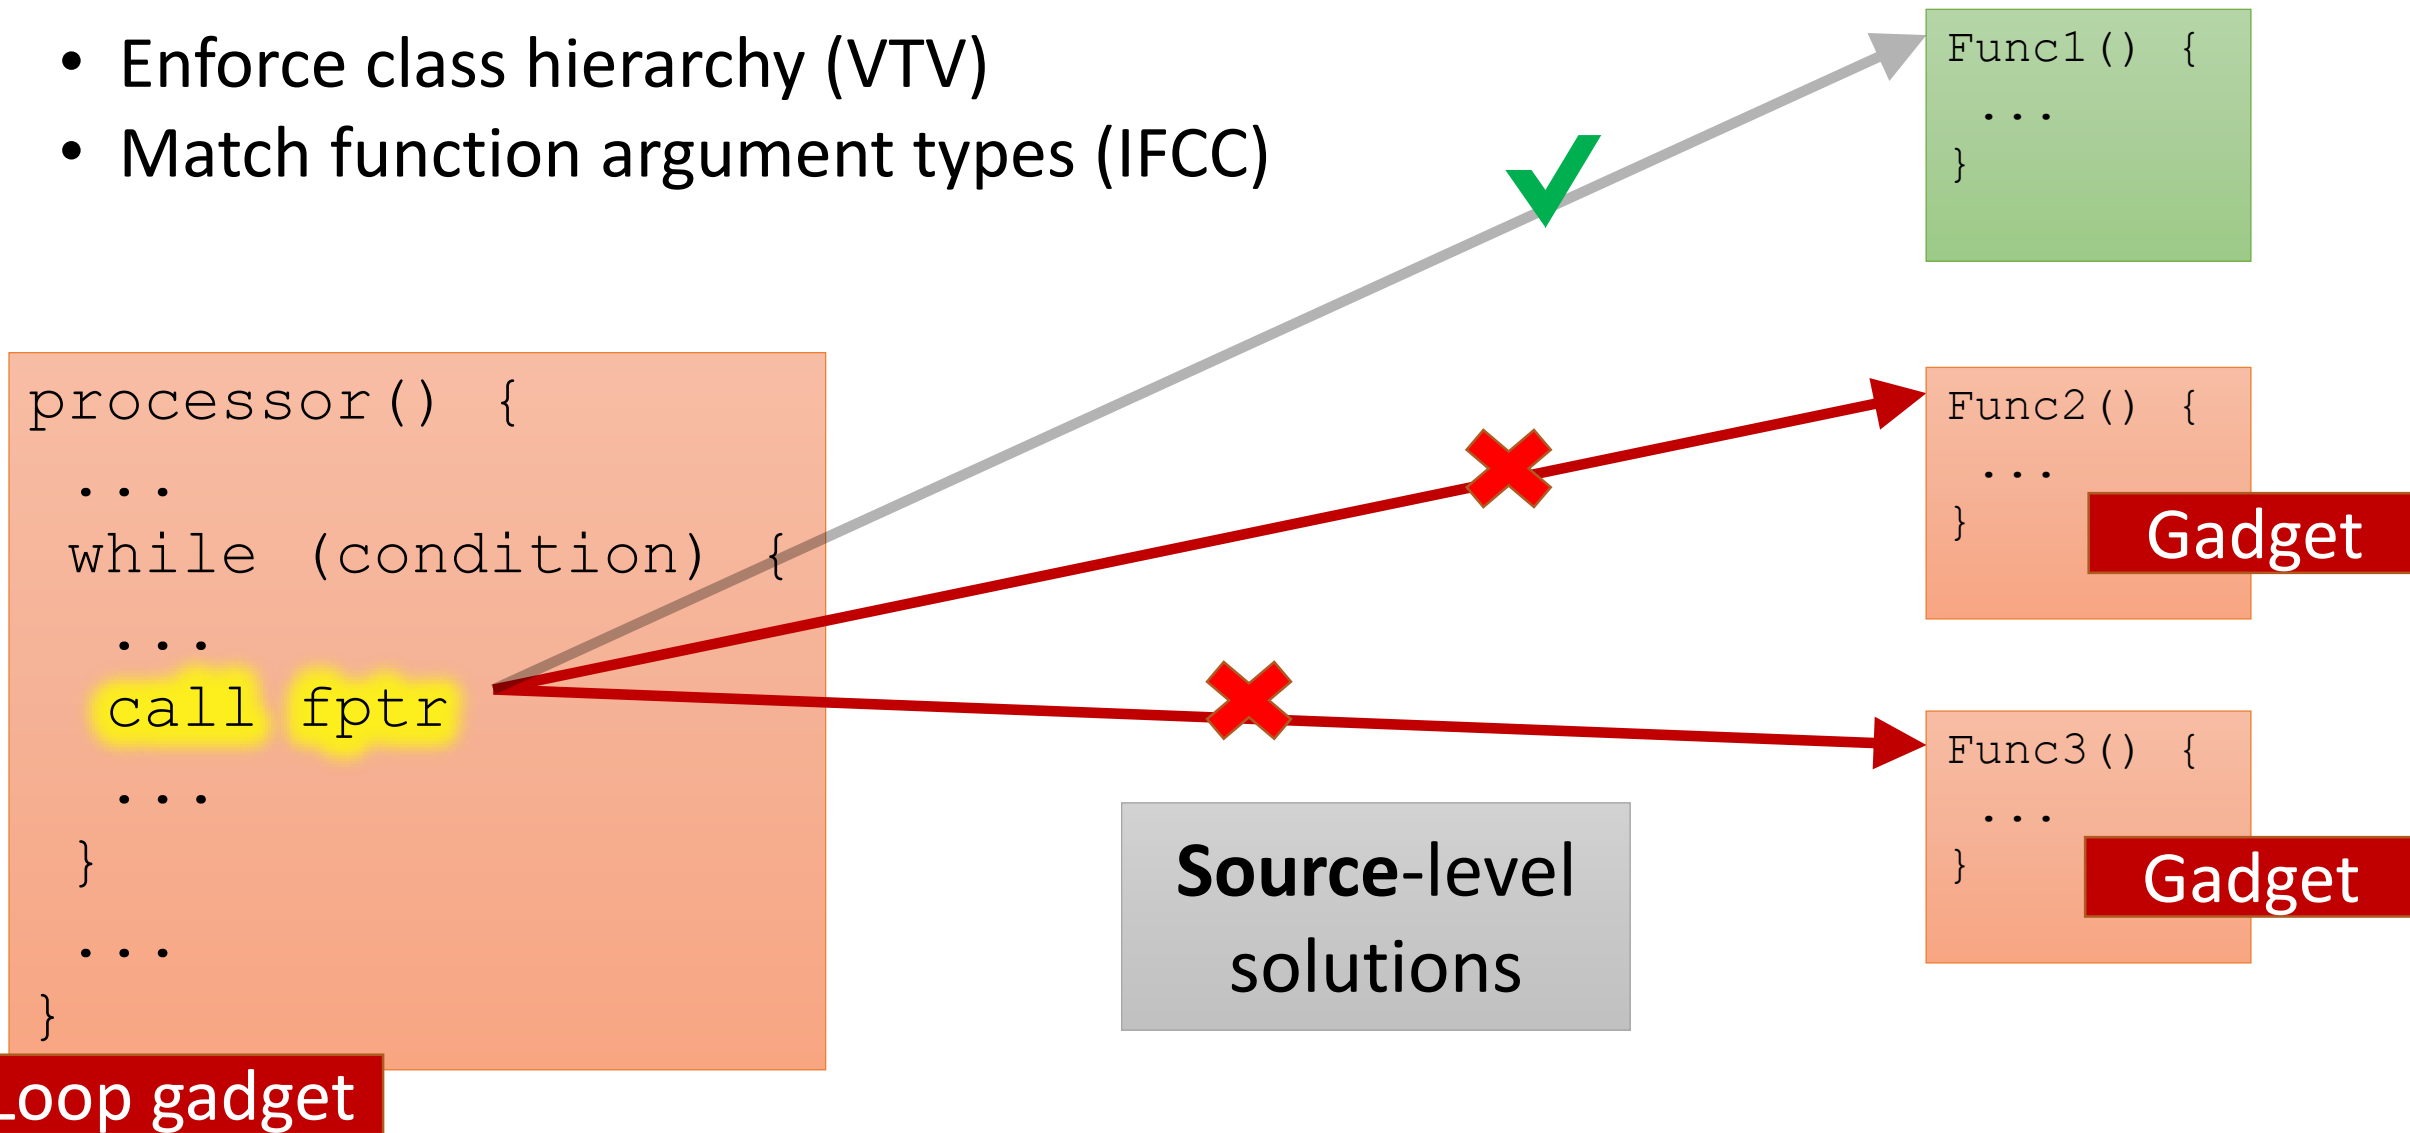 • Enforce class hierarchy (VTV)
• Match function argument types (IFCC)
processor() {
...
while (condition) {
...
call fptr
...
}
...
}
Loop gadget
Source-level
solutions
Func1() {
...
}
Func2() {
...
}
Gadget
Func3() {
...
}
Gadget